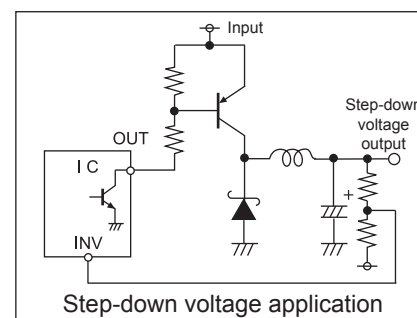 Input
Step-down
voltage
output
OUT
I C
+
INV
Step-down voltage application